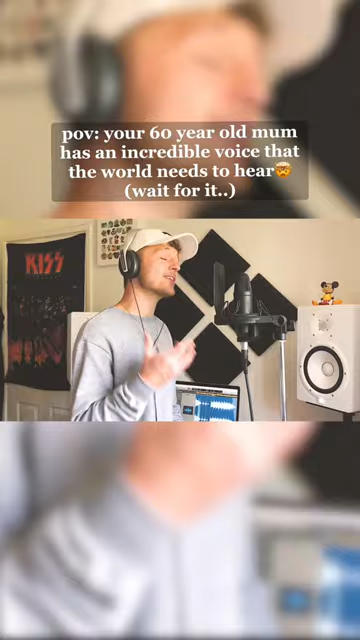 pov: your 60 year old mum
has an incredible voice that
the world needs to hear🤯
(wait for it..)
KISS